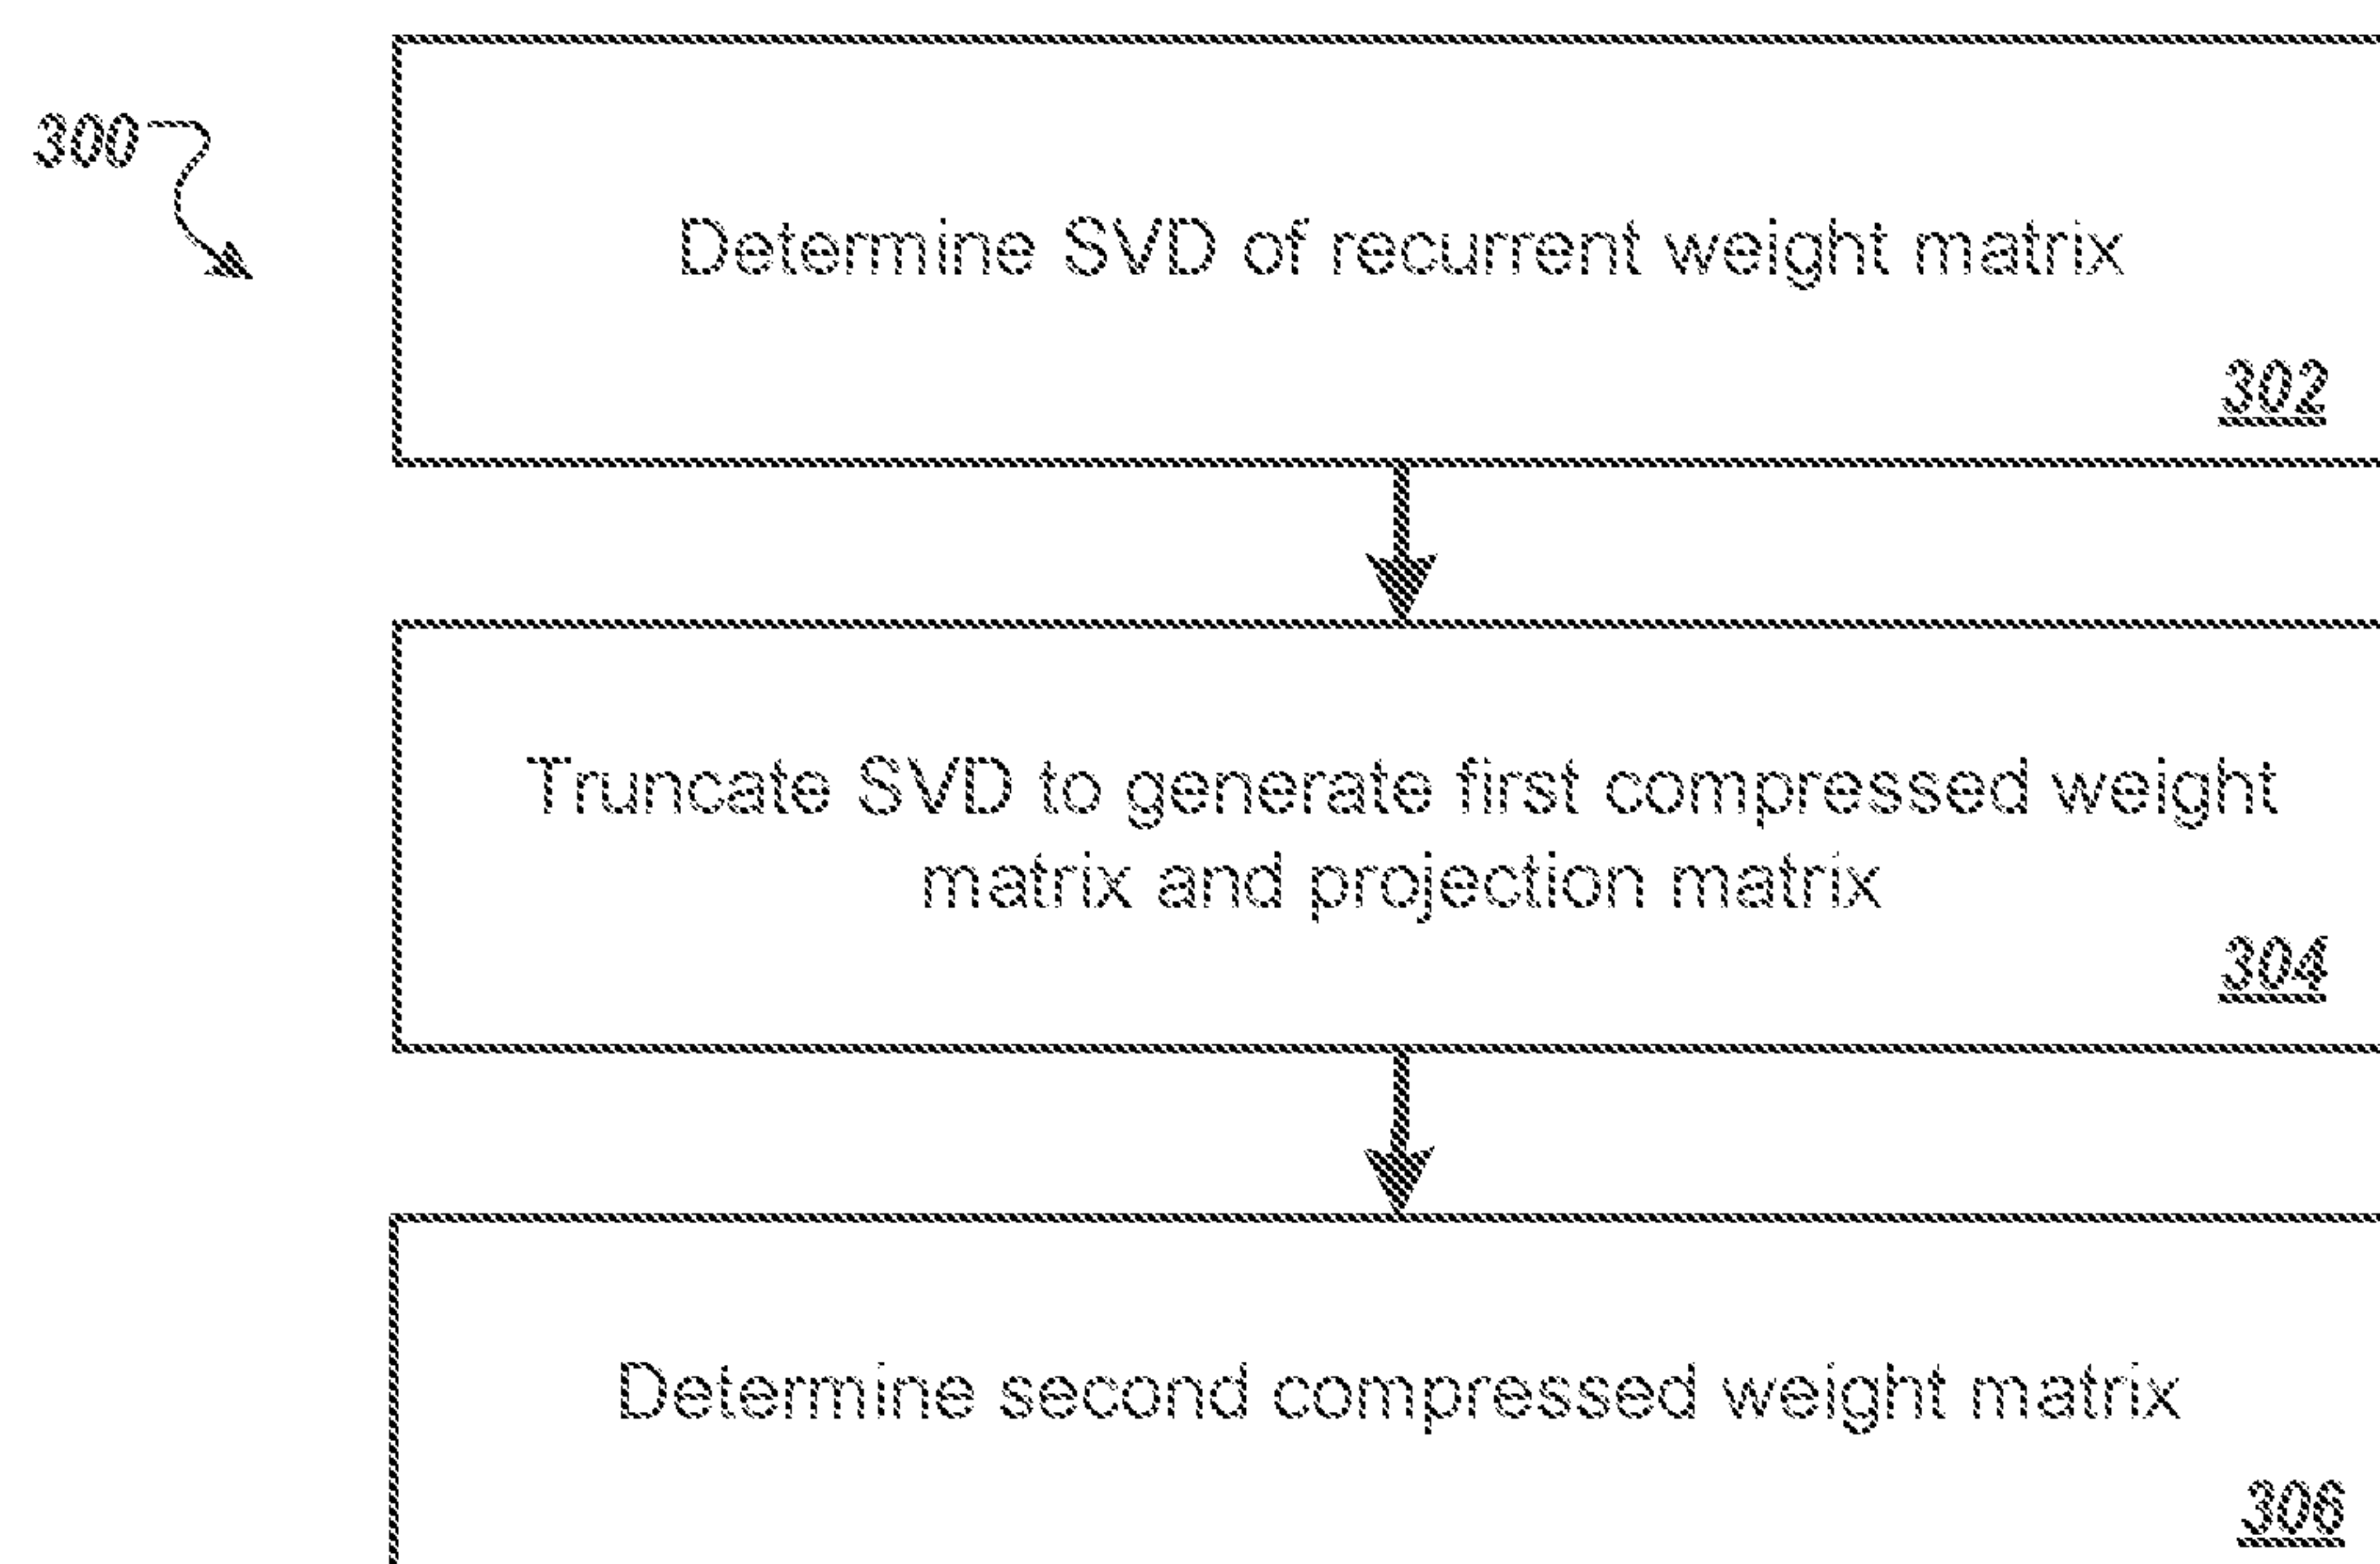 300
Determine SVD of recurrent weight matrix
302
Truncate SVD to generate first compressed weight
matrix and projection matrix
304
Determine second compressed weight matrix
306